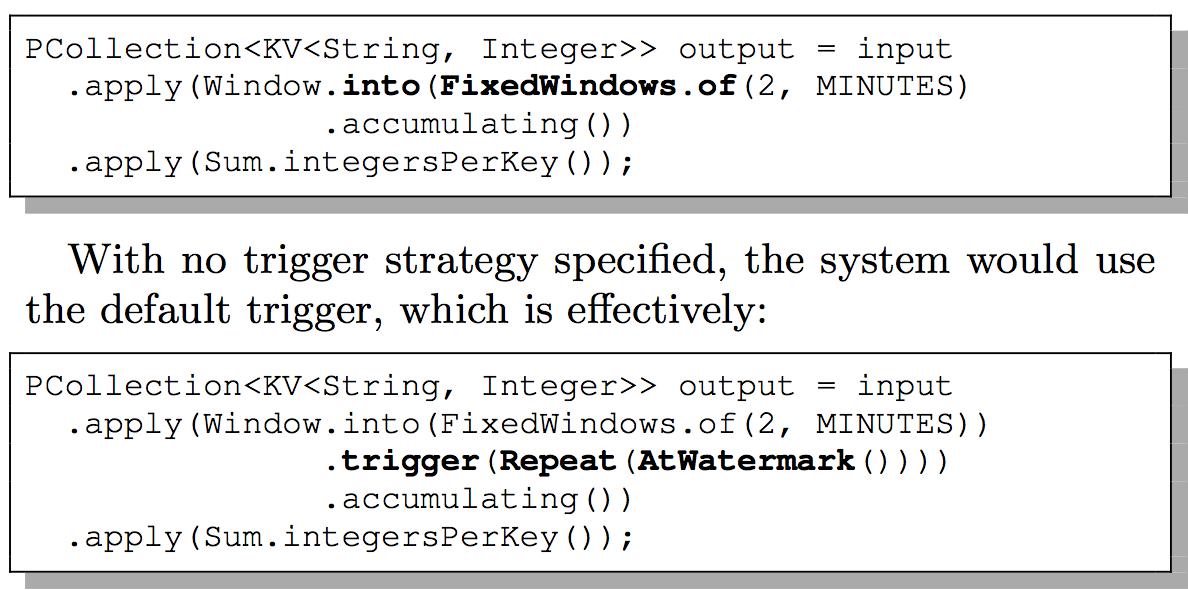 PCollection<KV<String, Integer>> output = input
.apply(Window.into(FixedWindows.of(2, MINUTES)
.accumulating())
.apply(Sum.integersPerKey());
With no trigger strategy specified, the system would use
the default trigger, which is effectively:
PCollection<KV<String, Integer>> output = input
.apply(Window.into(FixedWindows.of(2, MINUTES))
.trigger(Repeat(AtWatermark())))
.accumulating())
.apply(Sum.integersPerKey());